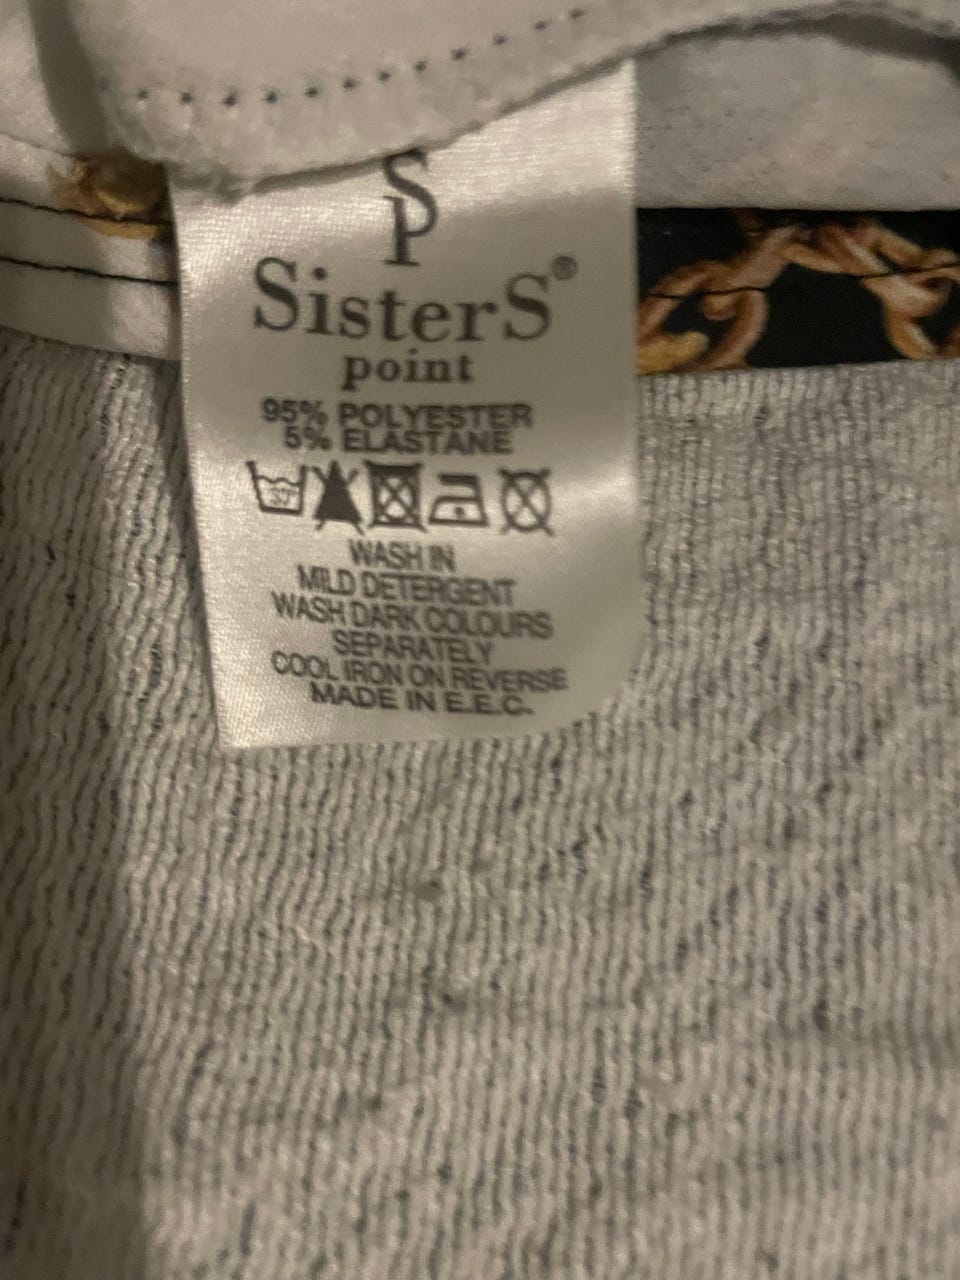 SP
SisterS®
point
95% POLYESTER
5% ELASTANE
WASH IN
MILD DETERGENT
WASH DARK COLOURS
SEPARATELY
COOL IRON ON REVERSE
MADE IN E.E.C.